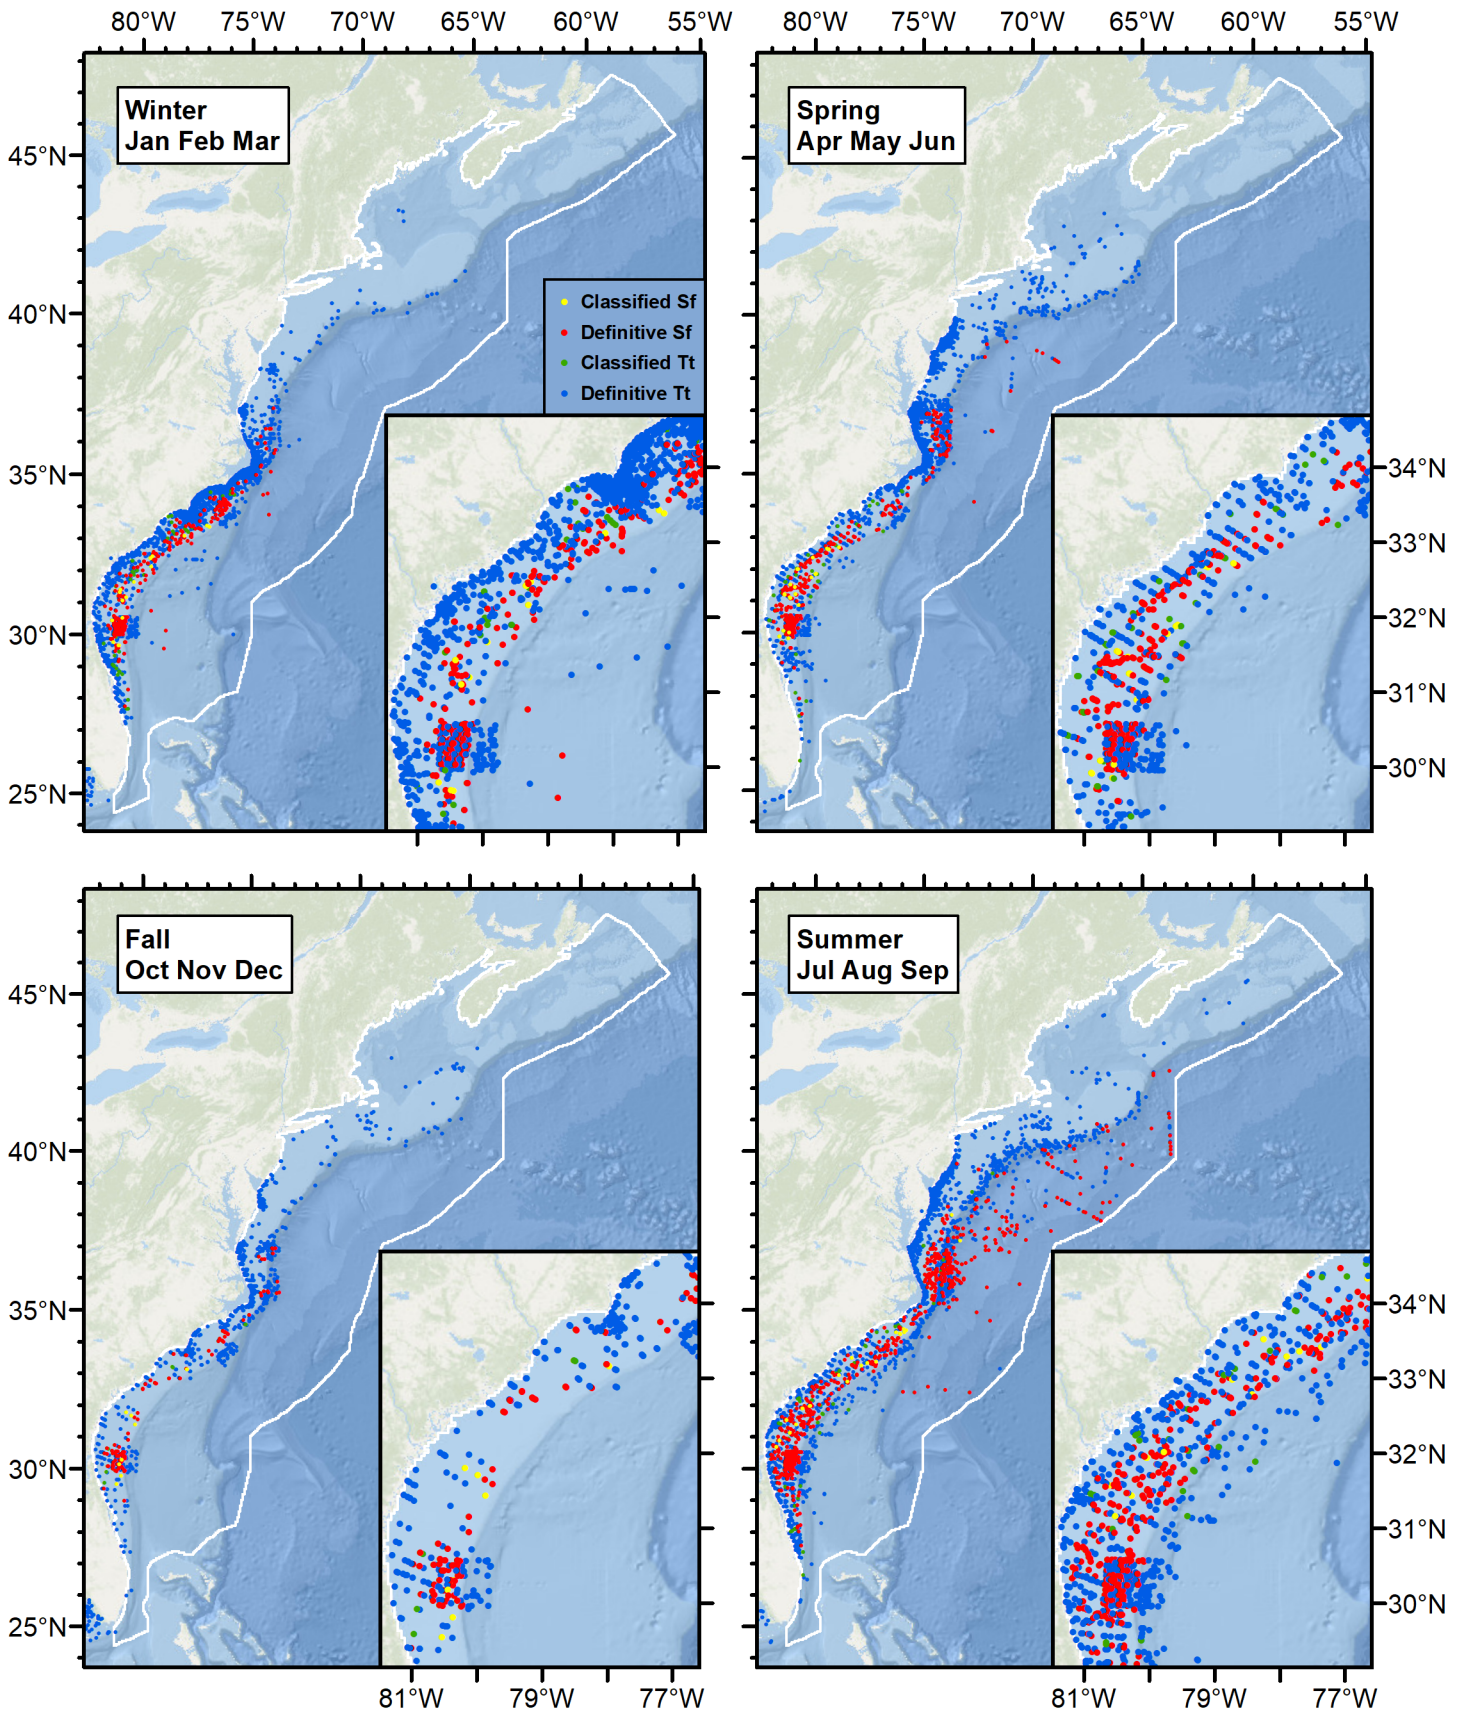 80°W 75°W 70°W 65°W 60°W 55°W
80°W 75°W 70°W 65°W 60°W 55°W
Winter
Jan Feb Mar
Spring
Apr May Jun
45°N
40°N
35°N
30°N
25°N
Classified Sf
Definitive Sf
Classified Tt
Definitive Tt
34°N
33°N
32°N
31°N
30°N
Fall
Oct Nov Dec
Summer
Jul Aug Sep
45°N
40°N
35°N
30°N
25°N
34°N
33°N
32°N
31°N
30°N
81°W 79°W 77°W
81°W 79°W 77°W